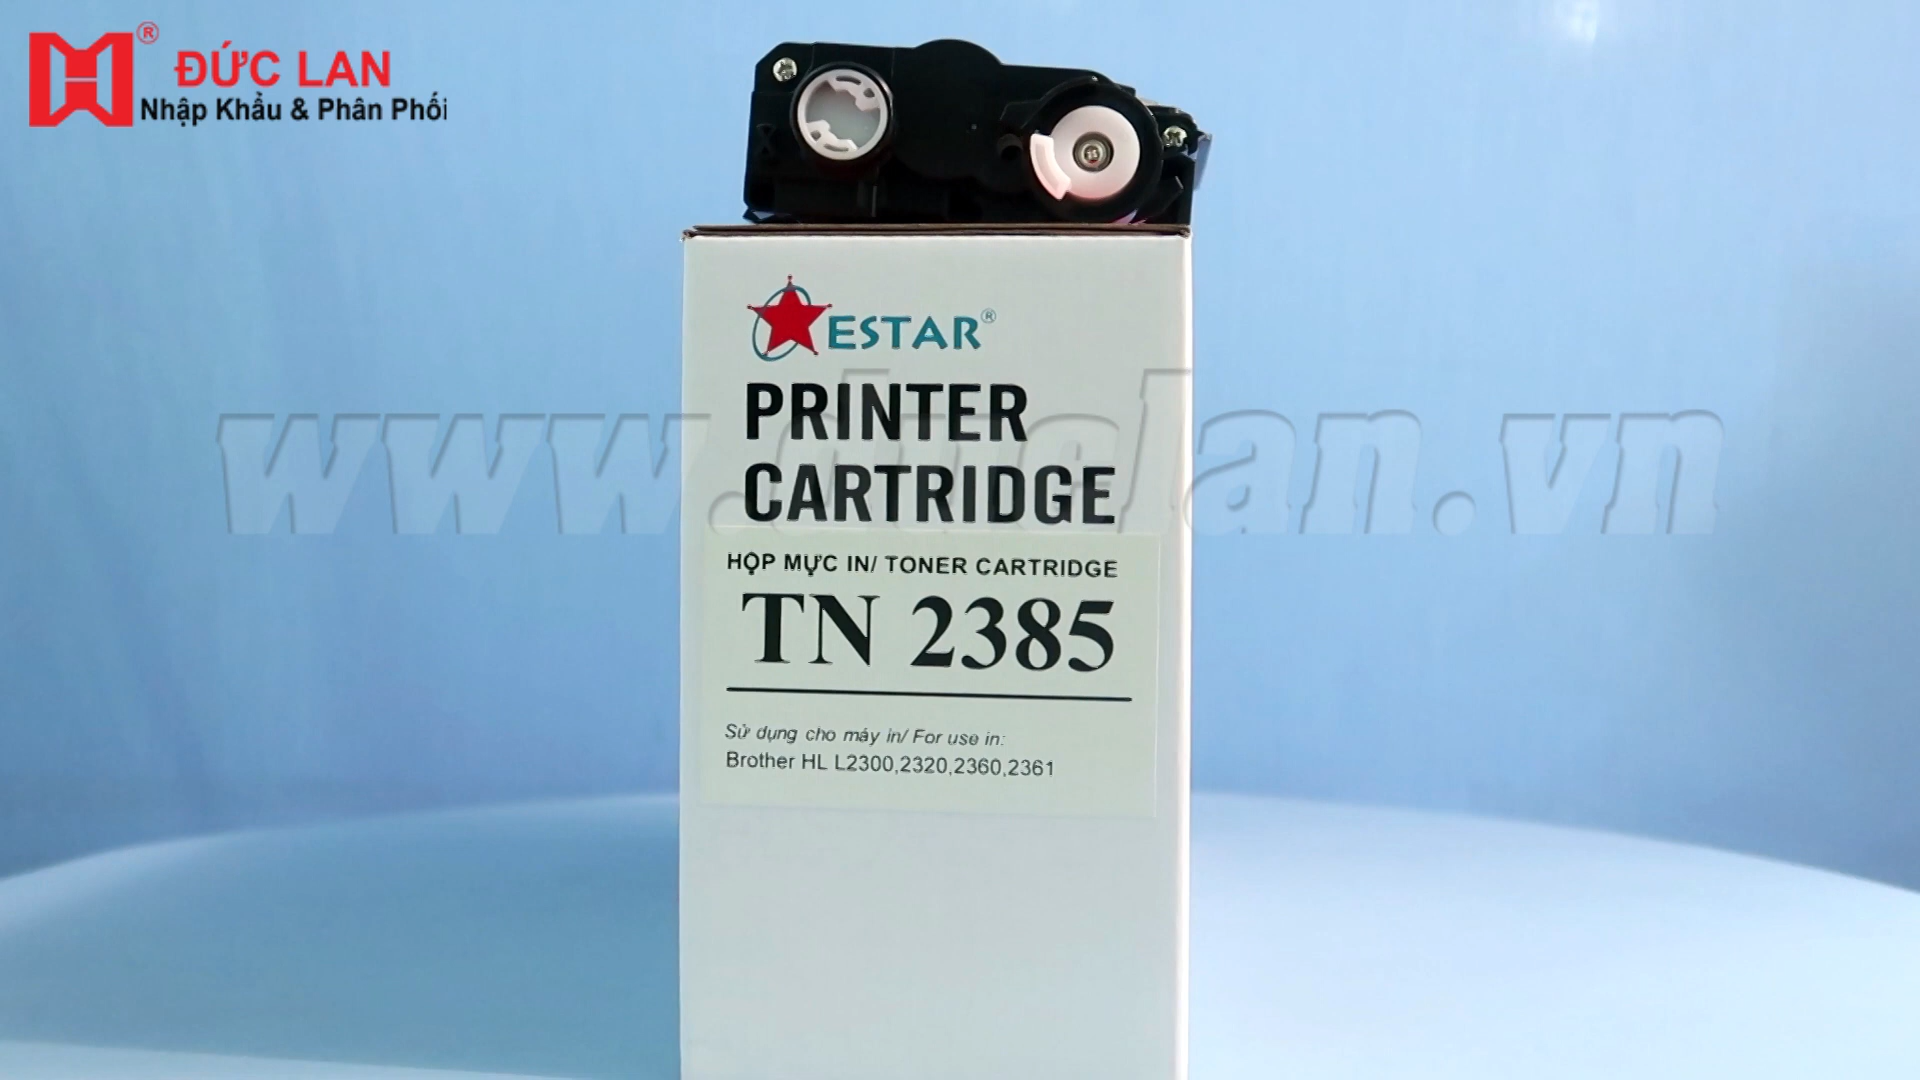 ĐỨC LAN®
Nhập Khẩu & Phân Phối
ESTAR®
PRINTER
CARTRIDGE
www.duclan.vn
HỘP MỰC IN/ TONER CARTRIDGE
TN 2385
Sử dụng cho máy in/ For use in:
Brother HL L2300,2320,2360,2361